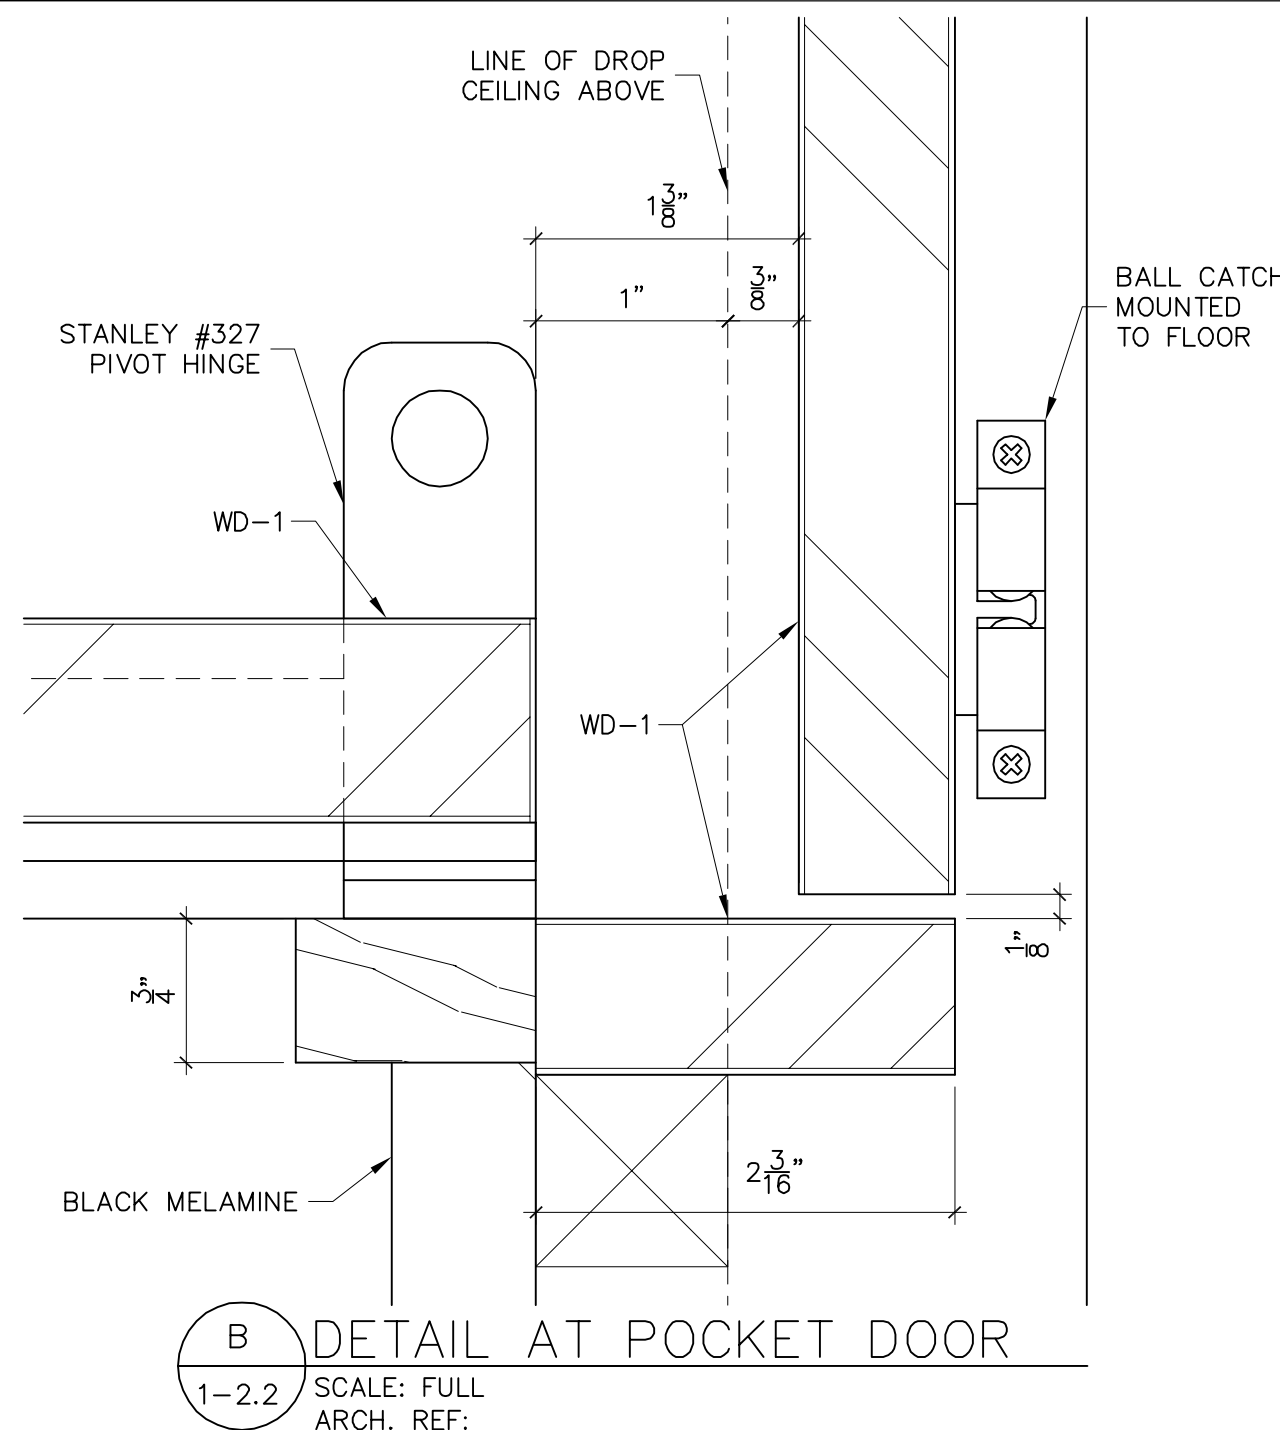 LINE OF DROP
CEILING ABOVE
1 3/8"
1"
3/8"
BALL CATCH
MOUNTED
TO FLOOR
STANLEY #327
PIVOT HINGE
WD-1
WD-1
1/8"
3/4"
2 3/16"
BLACK MELAMINE
B
DETAIL AT POCKET DOOR
1-2.2
SCALE: FULL
ARCH. REF: